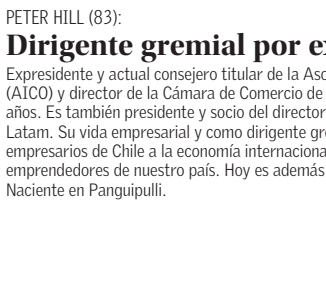 PETER HILL (83):
Dirigente gremial por e
Expresidente y actual consejero titular de la Aso
(AICO) y director de la Cámara de Comercio de
años. Es también presidente y socio del director
Latam. Su vida empresarial y como dirigente gre
empresarios de Chile a la economía internaciona
emprendedores de nuestro país. Hoy es además
Naciente en Panguipulli.